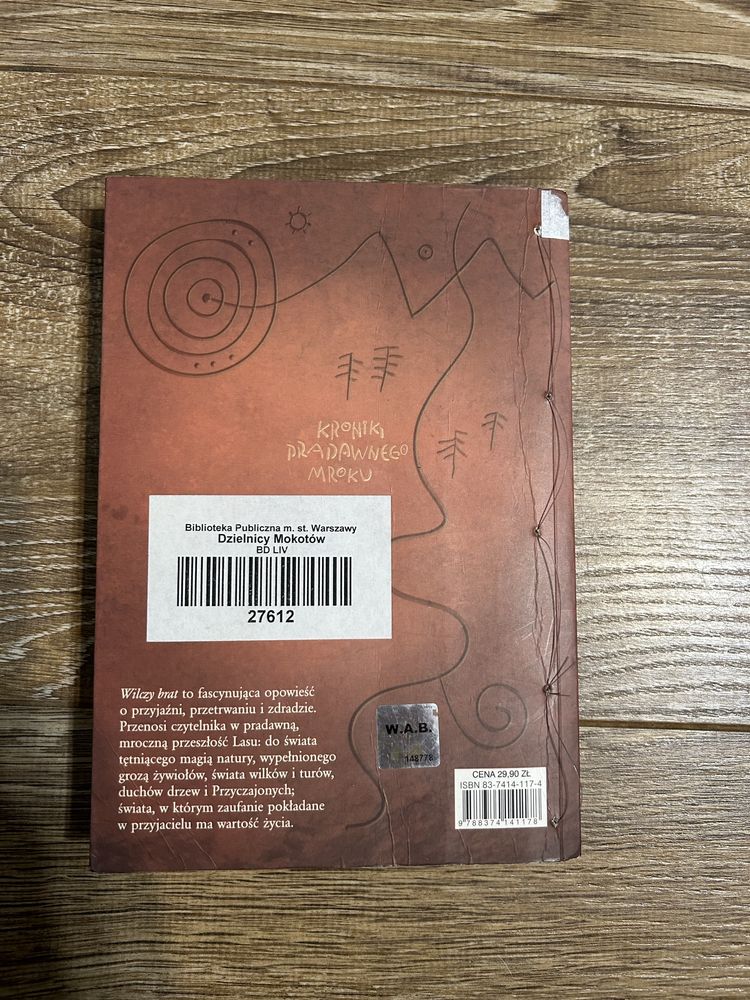 KRONIKI
PRADAWNEGO
MROKU
Biblioteka Publiczna m. st. Warszawy
Dzielnicy Mokotów
BD LIV
27612
Wilczy brat to fascynująca opowieść
o przyjaźni, przetrwaniu i zdradzie.
Przenosi czytelnika w pradawną,
mroczną przeszłość Lasu: do świata
tętniącego magią natury, wypełnionego
grozą żywiołów, świata wilków i turów,
duchów drzew i Przyczajonych;
świata, w którym zaufanie pokładane
w przyjacielu ma wartość życia.
W.A.B.
148778
CENA 29,90 ZŁ
ISBN 83-7414-117-4
9 788374 141178